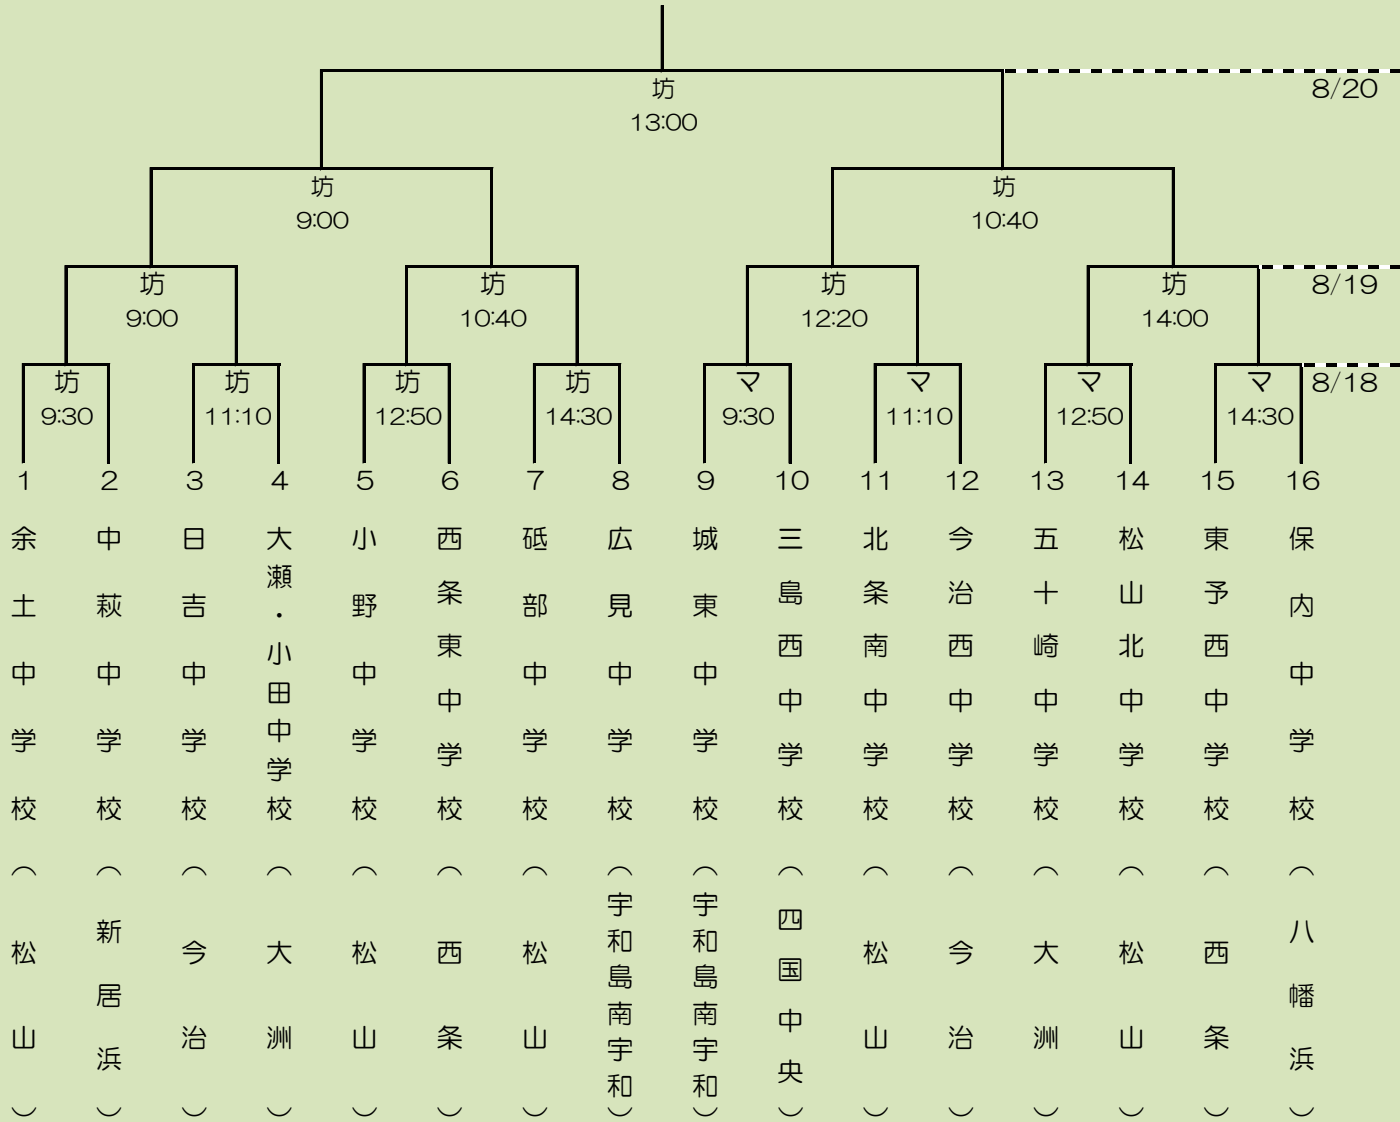 坊
13:00
8/20
坊
9:00
坊
10:40
坊
9:00
坊
10:40
坊
12:20
坊
14:00
8/19
坊
9:30
坊
11:10
坊
12:50
坊
14:30
マ
9:30
マ
11:10
マ
12:50
マ
14:30
8/18
1
2
3
4
5
6
7
8
9
10
11
12
13
14
15
16
余土中学校（松山）
中萩中学校（新居浜）
日吉中学校（今治）
大瀬・小田中学校（大洲）
小野中学校（松山）
西条東中学校（西条）
砥部中学校（松山）
広見中学校（宇和島南宇和）
城東中学校（宇和島南宇和）
三島西中学校（四国中央）
北条南中学校（松山）
今治西中学校（今治）
五十崎中学校（大洲）
松山北中学校（松山）
東予西中学校（西条）
保内中学校（八幡浜）